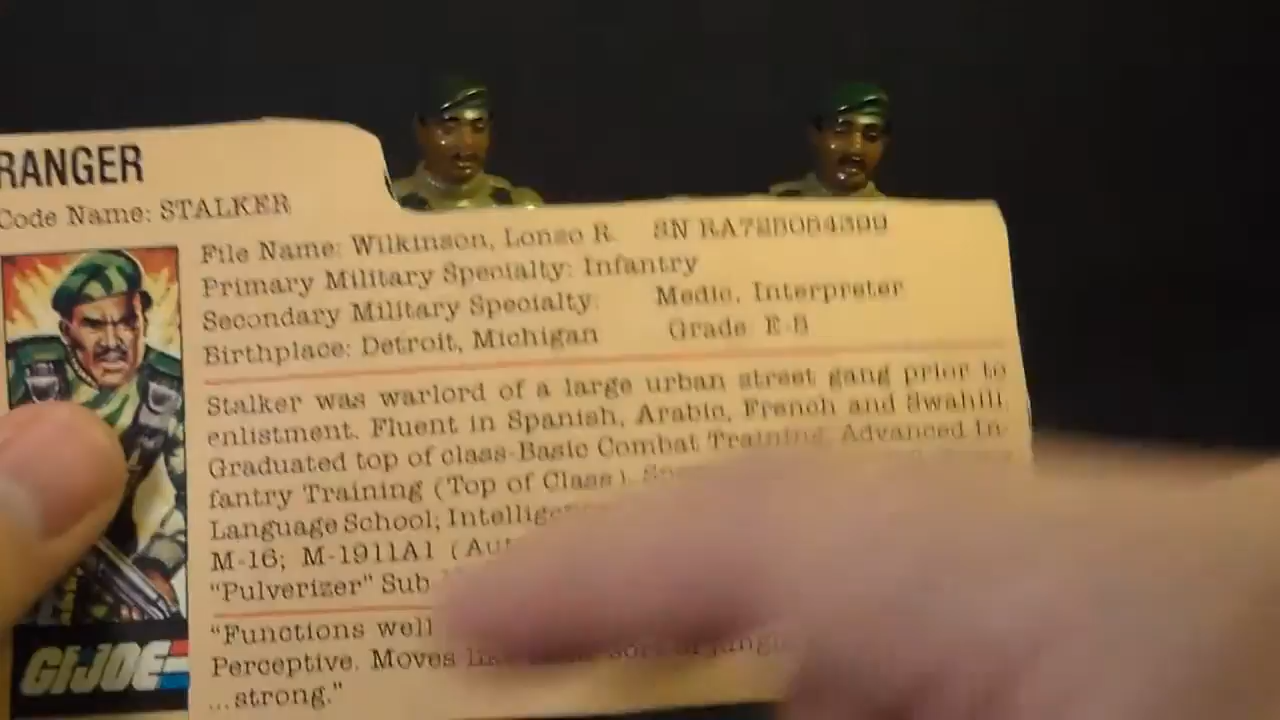 RANGER
Code Name: STALKER
File Name: Wilkinson, Lonzo R. SN
Primary Military Specialty: Infantry
Secondary Military Specialty: Medic, Interpreter
Birthplace: Detroit, Michigan Grade
Stalker was warlord of a large urban street gang prior to
enlistment. Fluent in Spanish, Arabic, French and Swahili.
Graduated top of class-Basic Combat Training, Advanced In-
fantry Training (Top of Class)
Language School;
M-16; M-1911A1
"Pulverizer" Sub
"Functions well
Perceptive. Moves
...strong."
GI JOE